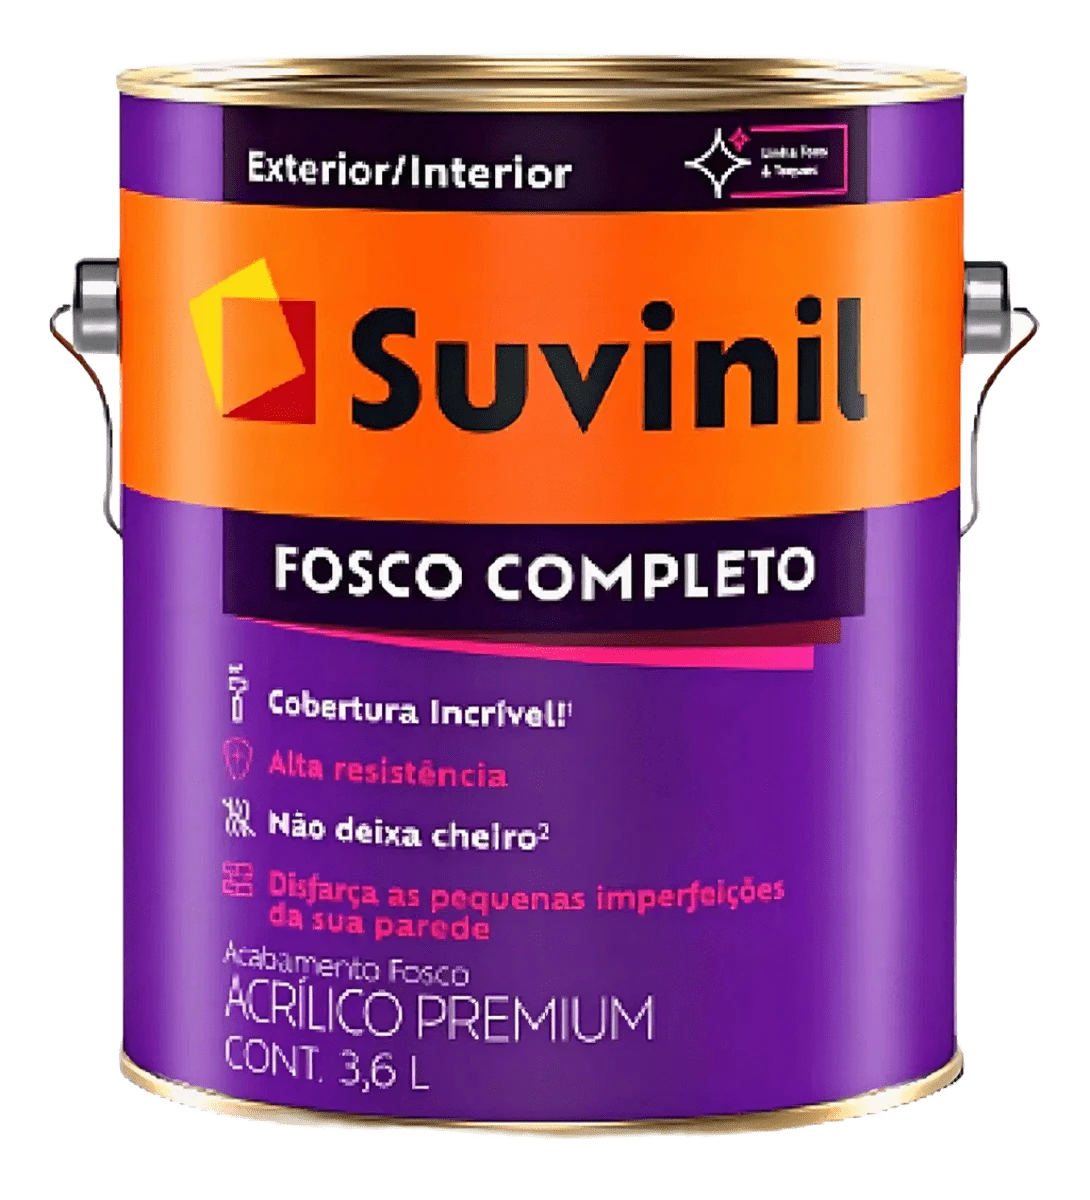 Exterior/Interior
Suvinil
FOSCO COMPLETO
Cobertura Incrível!¹
Alta resistência
Não deixa cheiro²
Disfarça as pequenas imperfeições
da sua parede
Acabamento Fosco
ACRÍLICO PREMIUM
CONT. 3,6 L